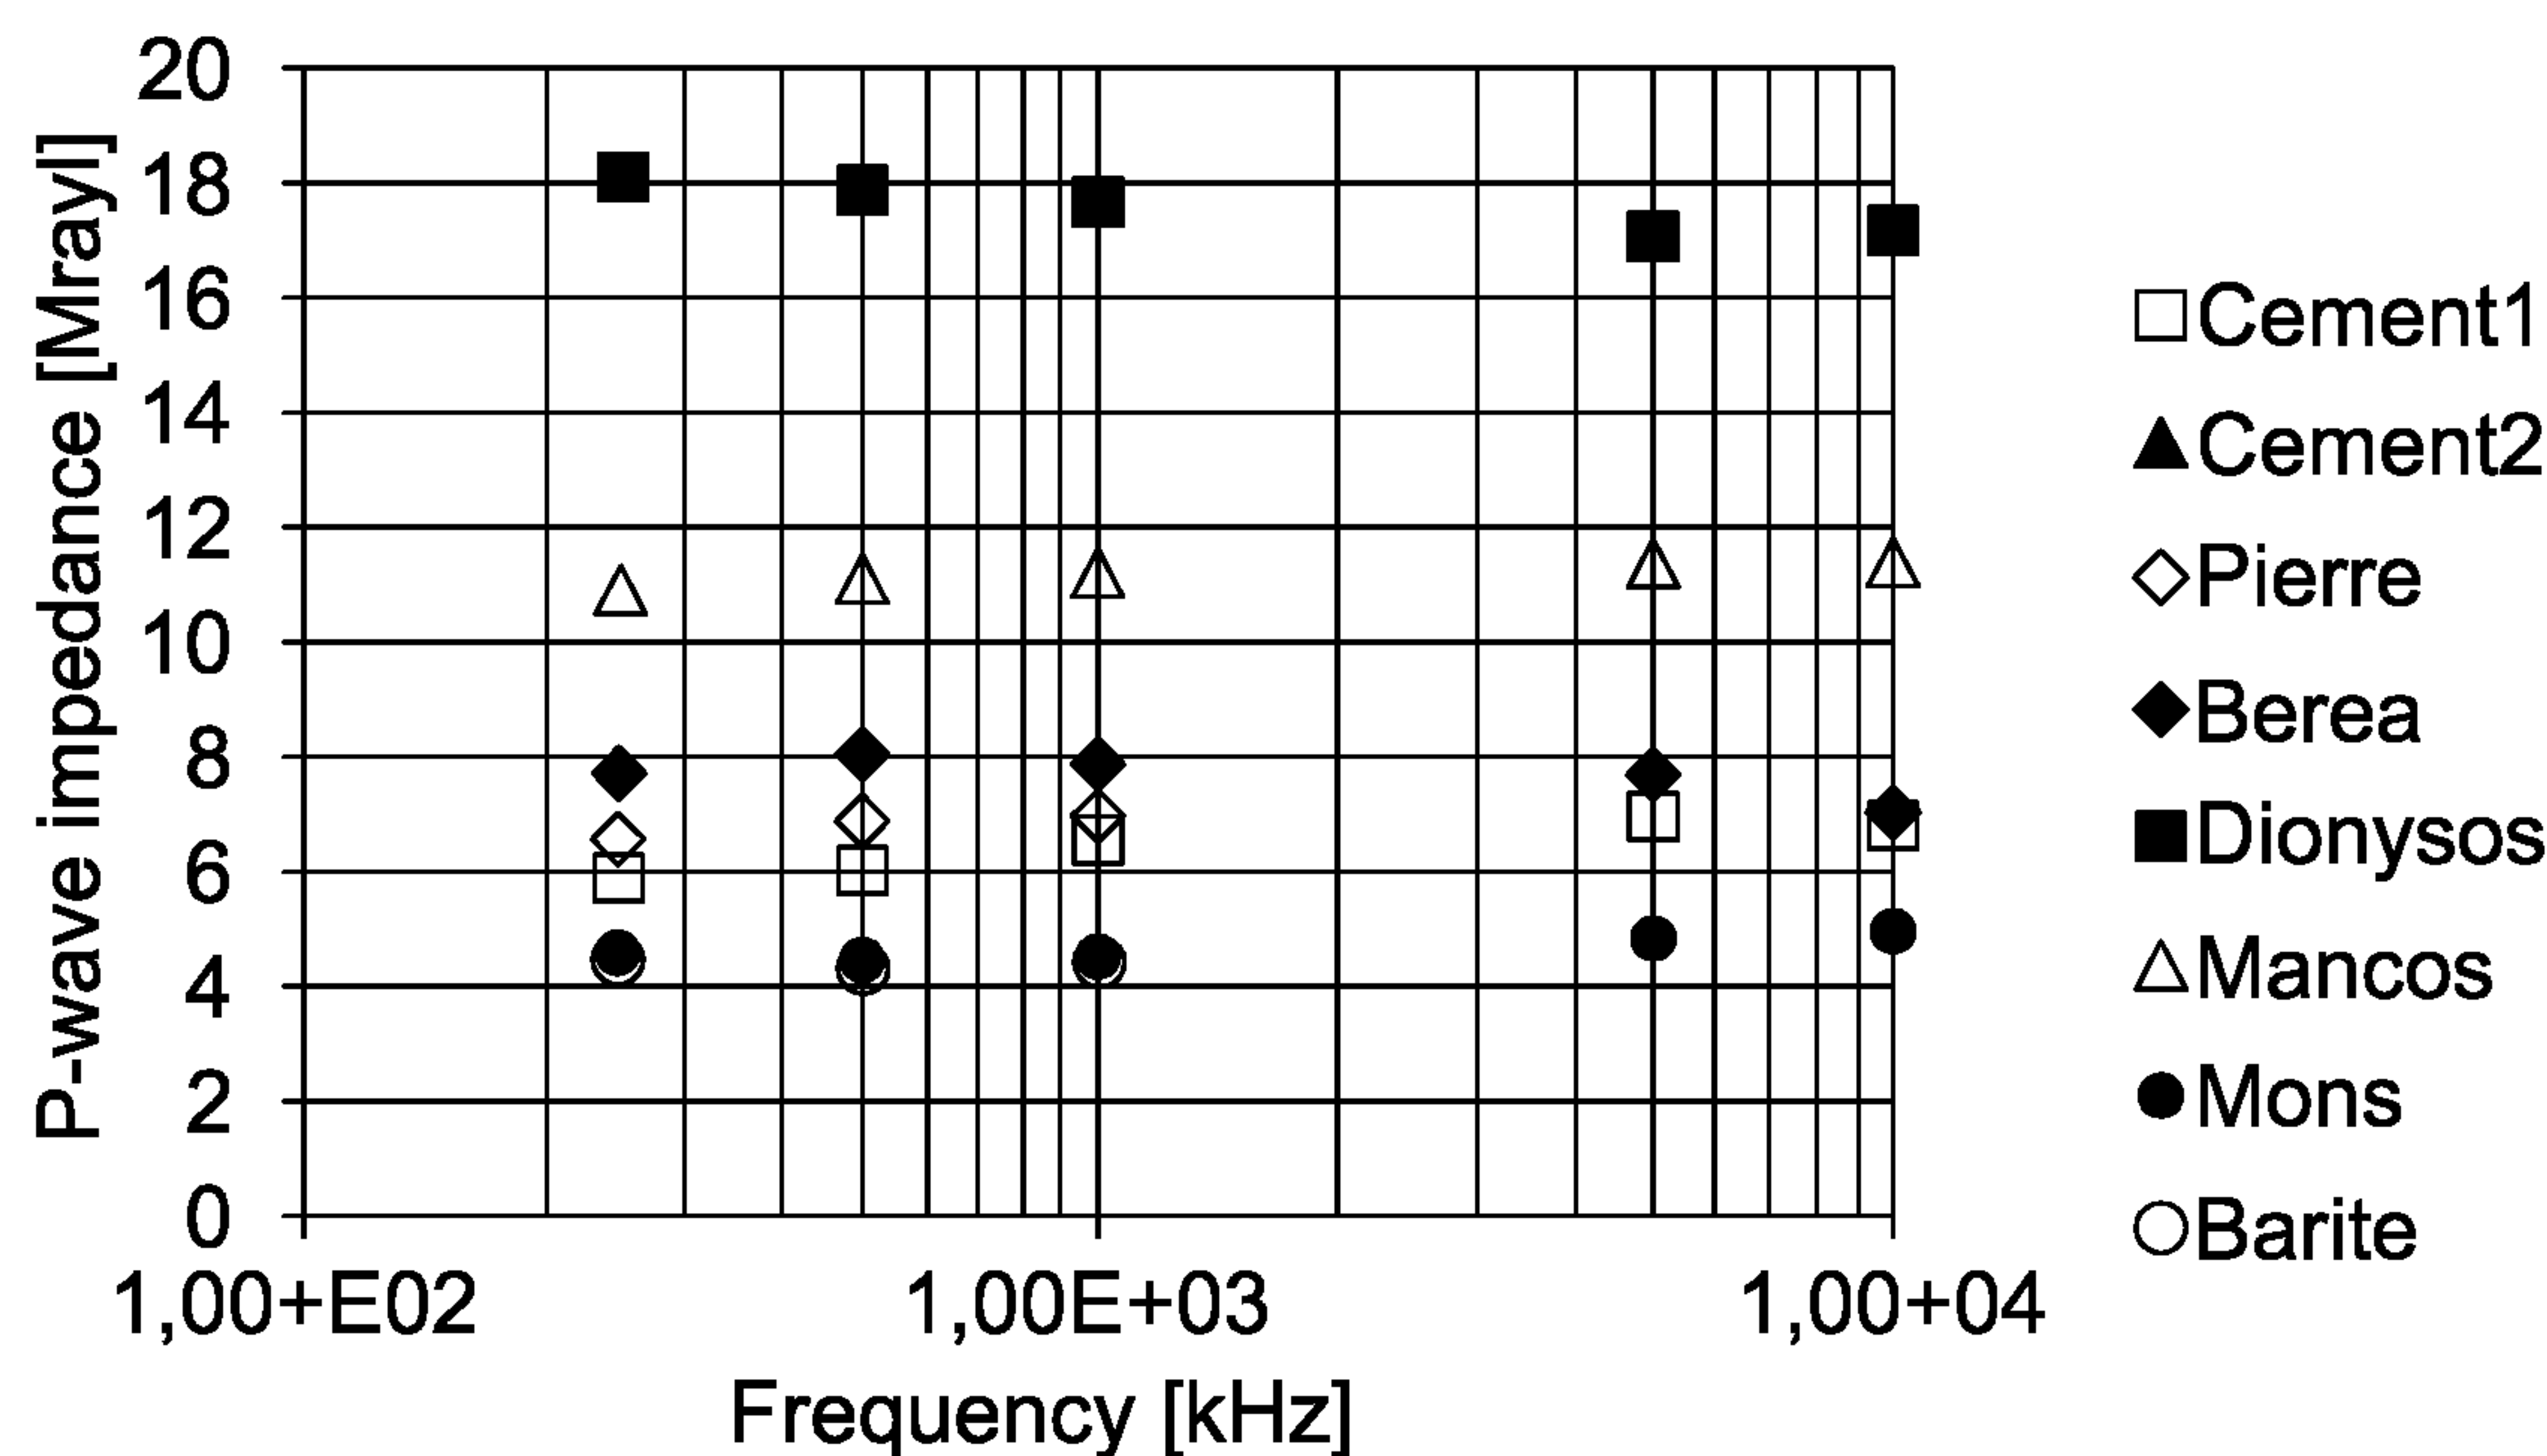 P-wave impedance [Mrayl]
20
18
16
14
12
10
8
6
4
2
0
1,00+E02 1,00E+03 1,00+04
Frequency [kHz]
Cement1
Cement2
Pierre
Berea
Dionysos
Mancos
Mons
Barite